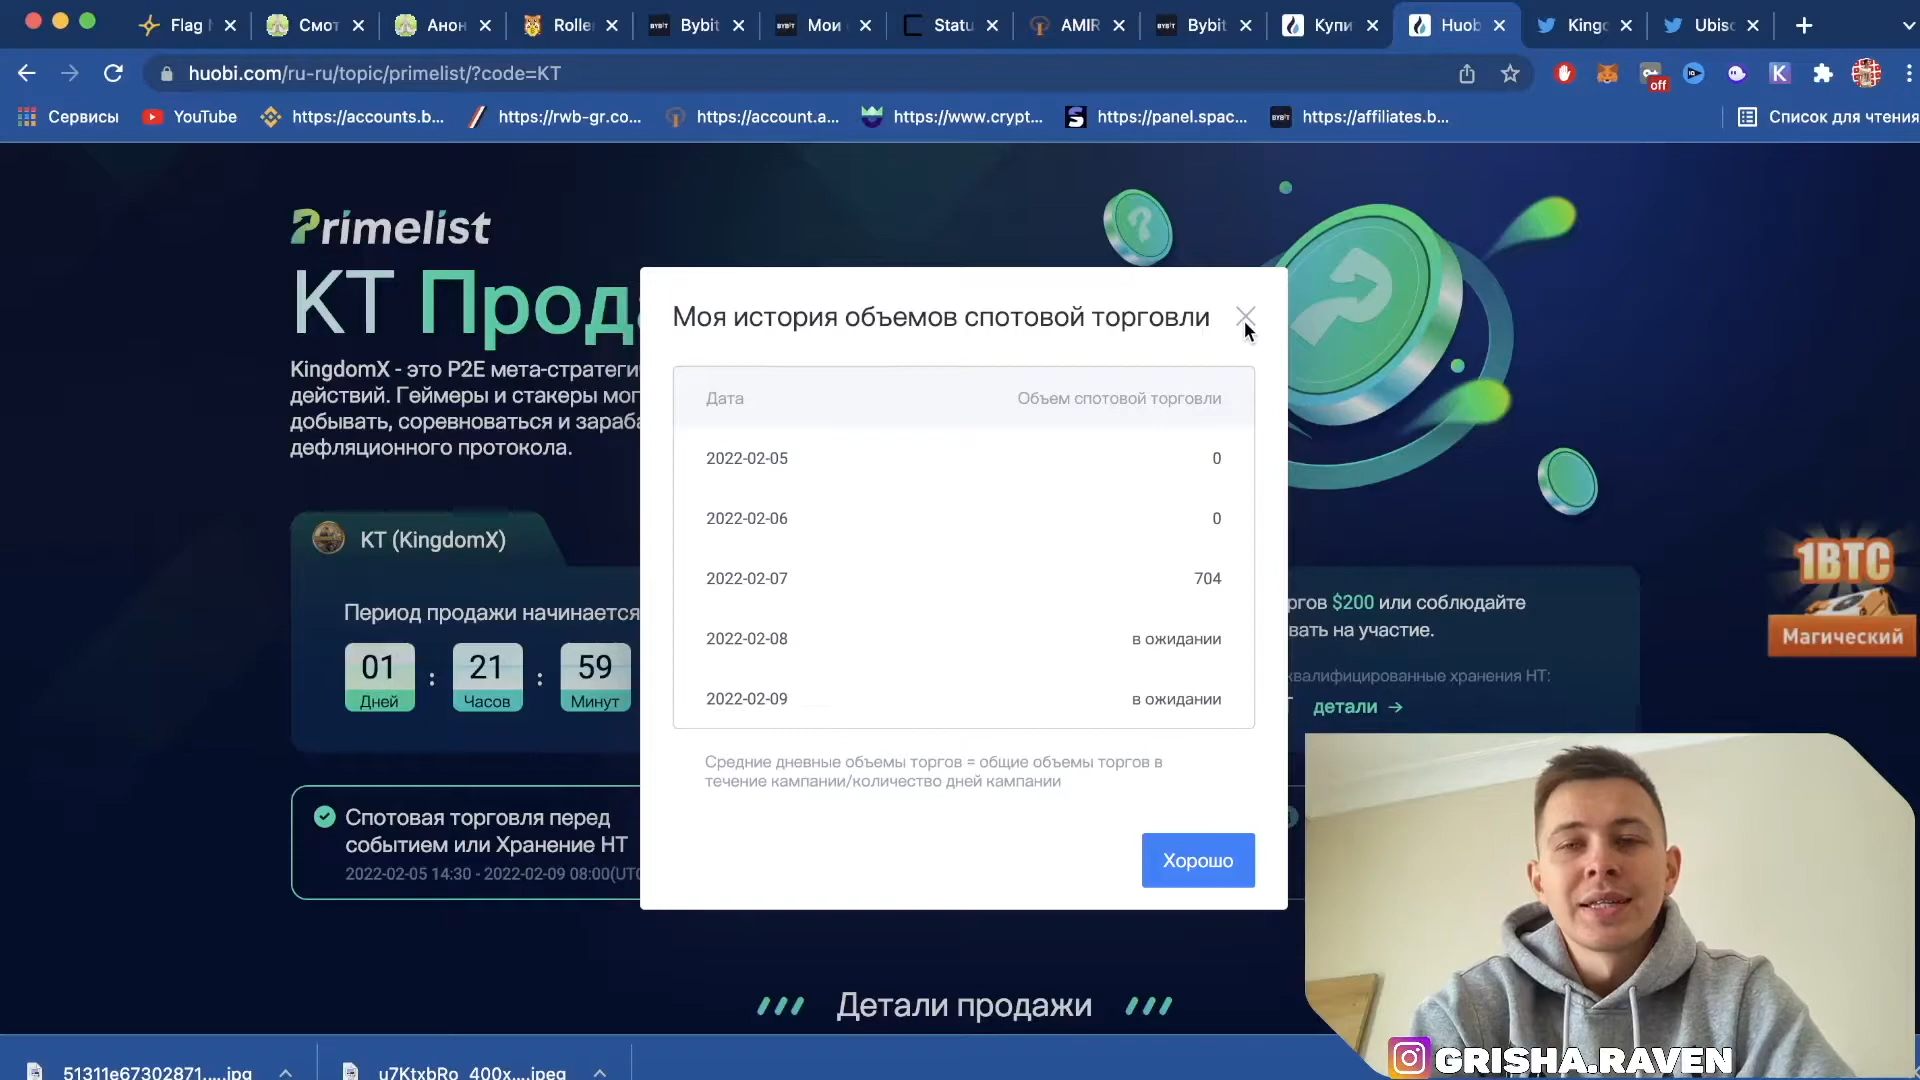 Flag
Смот
Анон
Rolle
Bybit
Мои
Statu
AMIR
Bybit
Купи
Huob
King
Ubis
huobi.com/ru-ru/topic/primelist/?code=KT
off
K
Сервисы
YouTube
https://accounts.b...
https://rwb-gr.co...
https://account.a...
https://www.crypt...
https://panel.spac...
https://affiliates.b...
Список для чтения
Primelist
КТ Прода
KingdomX - это P2E мета-стратеги
действий. Геймеры и стакеры мог
добывать, соревноваться и зараба
дефляционного протокола.
KT (KingdomX)
Период продажи начинается
01 : 21 : 59
Дней Часов Минут
Спотовая торговля перед
событием или Хранение HT
2022-02-05 14:30 - 2022-02-09 08:00(UTC
Моя история объемов спотовой торговли
Дата Объем спотовой торговли
2022-02-05 0
2022-02-06 0
2022-02-07 704
2022-02-08 в ожидании
2022-02-09 в ожидании
Средние дневные объемы торгов = общие объемы торгов в
течение кампании/количество дней кампании
Хорошо
ргов $200 или соблюдайте
вать на участие.
квалифицированные хранения HT:
детали →
1BTC
Магический
Детали продажи
51311e67302871.....jpg
u7KtxbRo_400x....jpeg
GRISHA.RAVEN